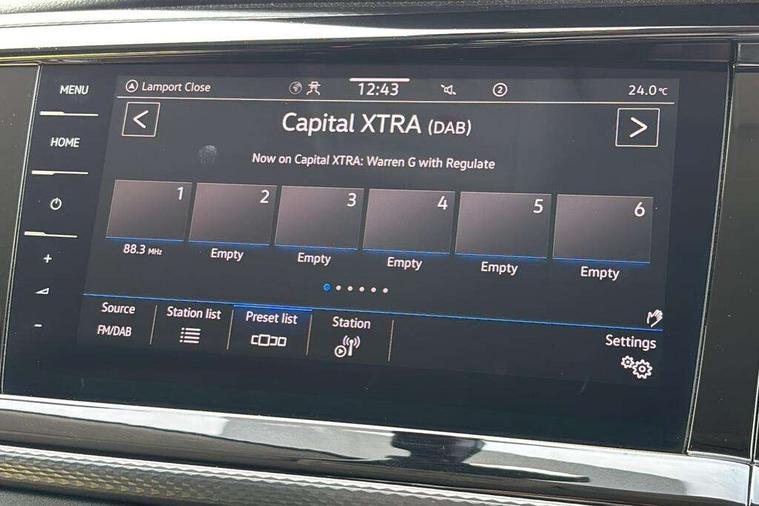 MENU
Lamport Close
12:43
2
24.0°C
HOME
<
Capital XTRA (DAB)
>
Now on Capital XTRA: Warren G with Regulate
1
2
3
4
5
6
88.3 MHz
Empty
Empty
Empty
Empty
Empty
+
-
Source
FM/DAB
Station list
Preset list
Station
Settings